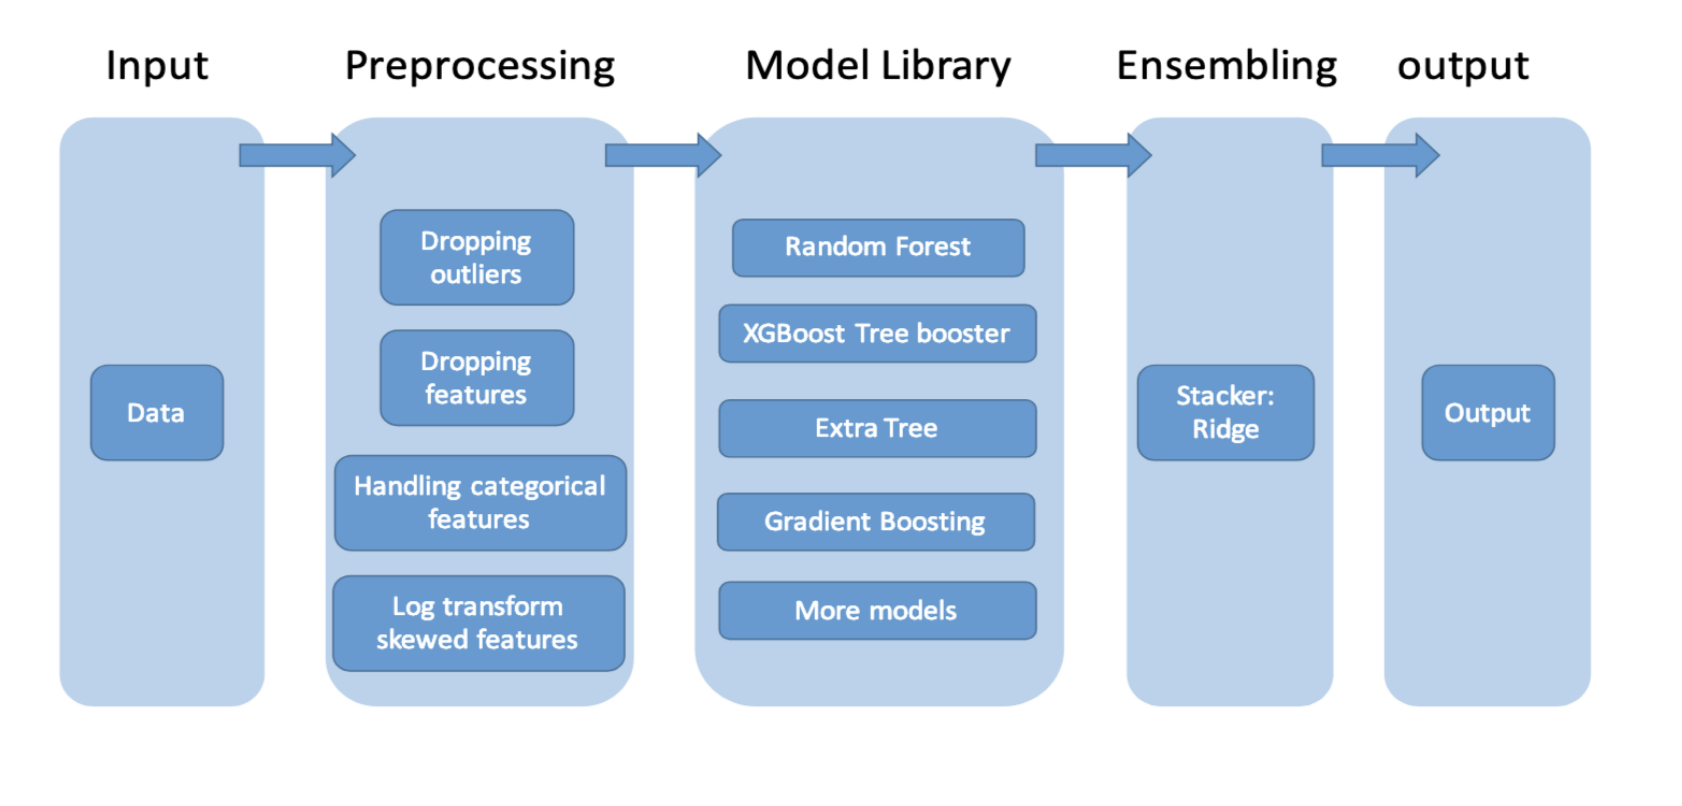 Input
Preprocessing
Model Library
Ensembling
output
Data
Dropping
outliers
Dropping
features
Handling categorical
features
Log transform
skewed features
Random Forest
XGBoost Tree booster
Extra Tree
Gradient Boosting
More models
Stacker:
Ridge
Output